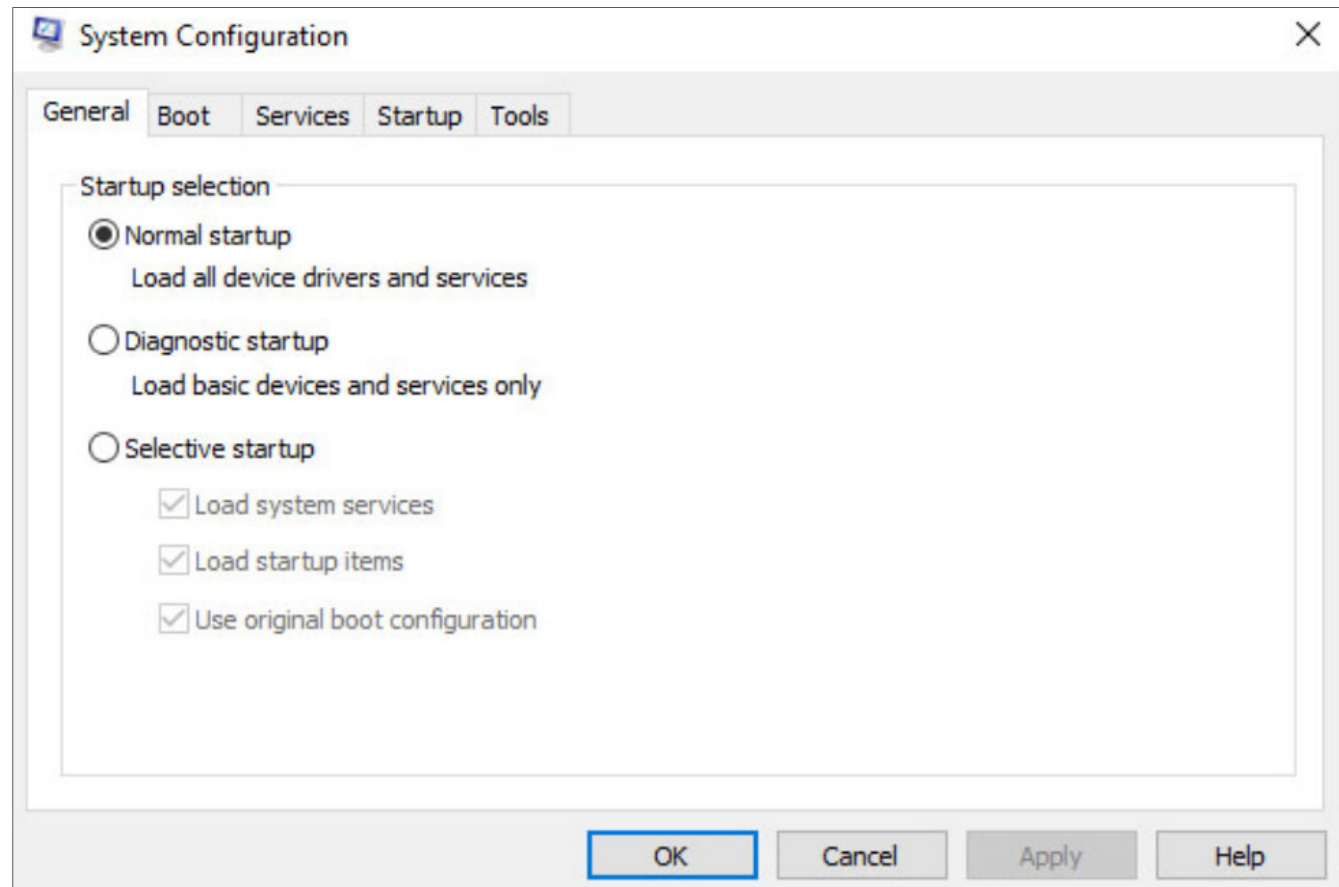 System Configuration
General Boot Services Startup Tools
Startup selection
Normal startup
Load all device drivers and services
Diagnostic startup
Load basic devices and services only
Selective startup
Load system services
Load startup items
Use original boot configuration
OK Cancel Apply Help